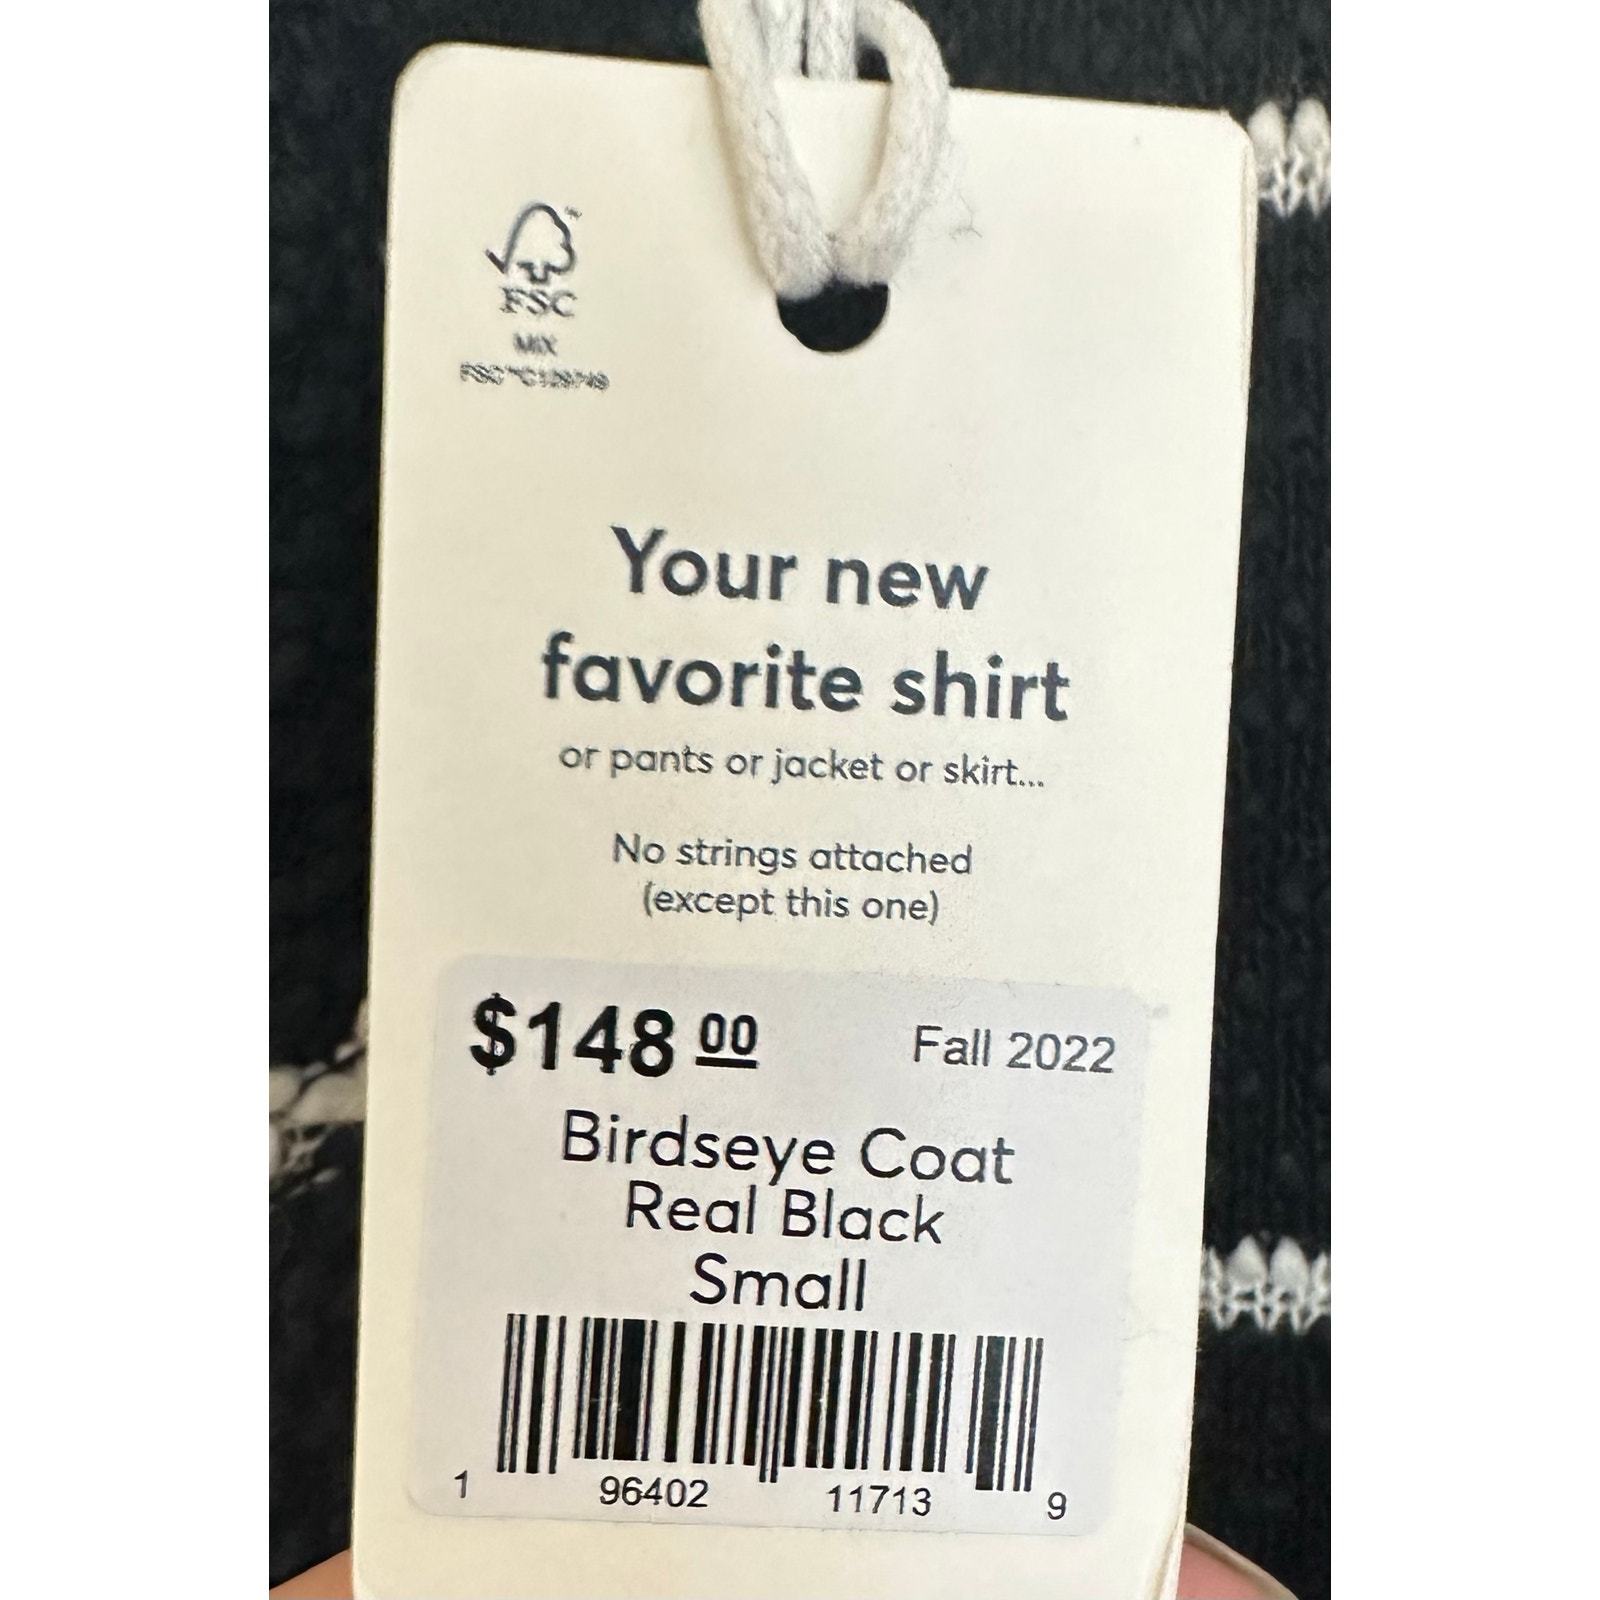 FSC
MIX
Your new
favorite shirt
or pants or jacket or skirt...
No strings attached
(except this one)
$148 00 Fall 2022
Birdseye Coat
Real Black
Small
1 96402 11713 9